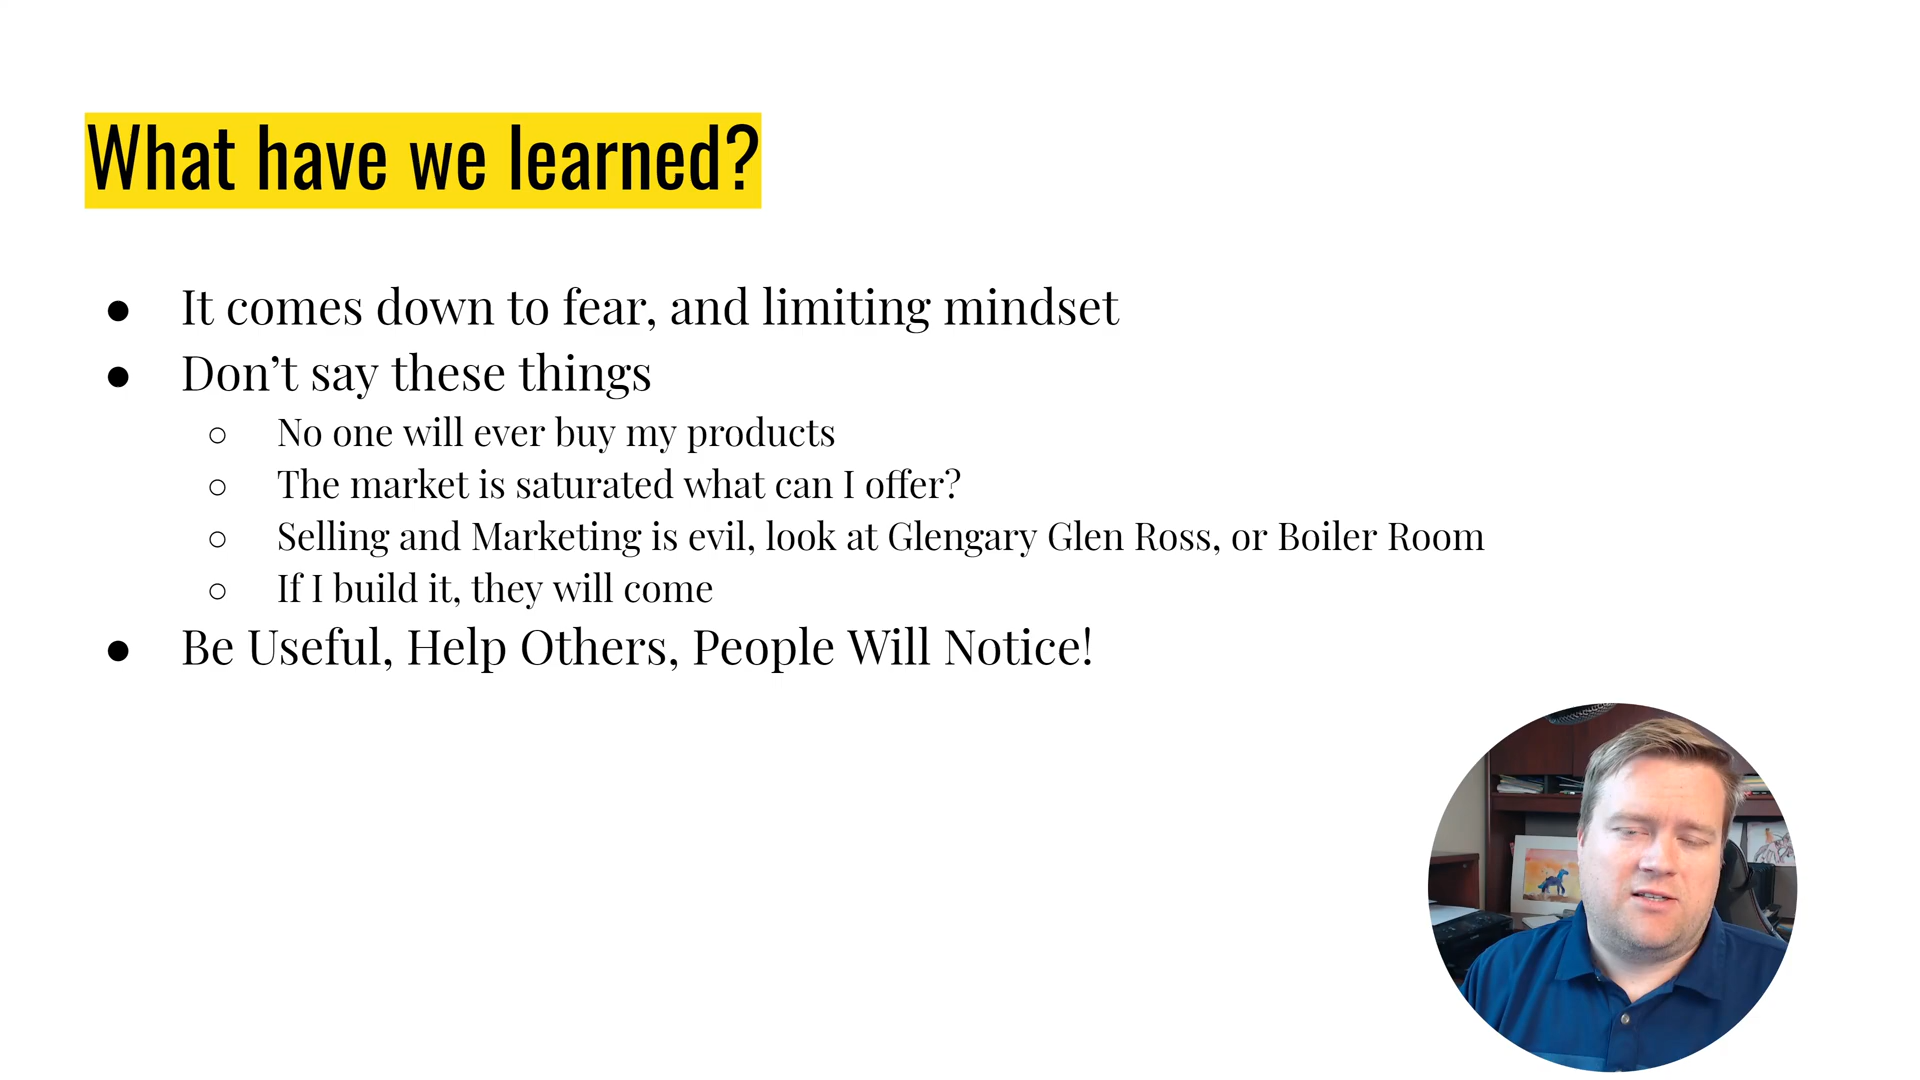 What have we learned?
● It comes down to fear, and limiting mindset
● Don’t say these things
○ No one will ever buy my products
○ The market is saturated what can I offer?
○ Selling and Marketing is evil, look at Glengary Glen Ross, or Boiler Room
○ If I build it, they will come
● Be Useful, Help Others, People Will Notice!